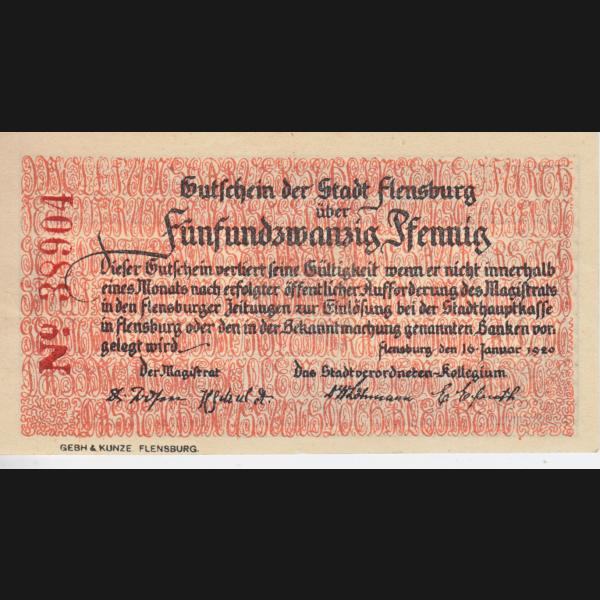 Gutschein der Stadt Flensburg
über
Fünfundzwanzig Pfennig
Dieser Gutschein verliert seine Gültigkeit wenn er nicht innerhalb
eines Monats nach erfolgter öffentlicher Aufforderung des Magistrats
in den Flensburger Zeitungen zur Einlösung bei der Stadthauptkasse
in Flensburg oder den in der Bekanntmachung genannten Banken vor-
gelegt wird.
Flensburg, den 16. Januar 1920
Der Magistrat Das Stadtverordneten-Kollegium
No. 38904
GEBH & KUNZE FLENSBURG.